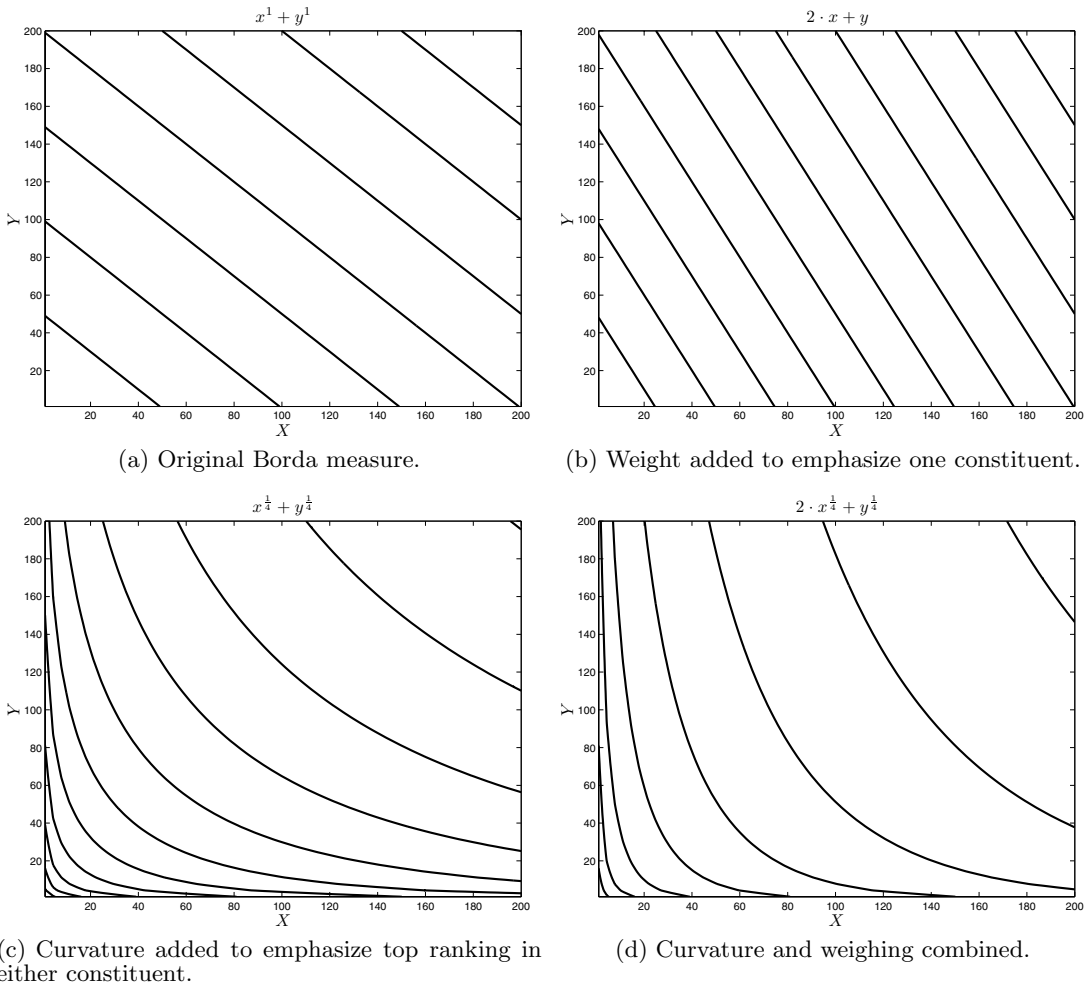 x^1 + y^1
200
180
160
140
120
100
80
60
40
20
Y
20 40 60 80 100 120 140 160 180 200
X
(a) Original Borda measure.
2 · x + y
200
180
160
140
120
100
80
60
40
20
Y
20 40 60 80 100 120 140 160 180 200
X
(b) Weight added to emphasize one constituent.
x^{1/4} + y^{1/4}
200
180
160
140
120
100
80
60
40
20
Y
20 40 60 80 100 120 140 160 180 200
X
(c) Curvature added to emphasize top ranking in
either constituent.
2 · x^{1/4} + y^{1/4}
200
180
160
140
120
100
80
60
40
20
Y
20 40 60 80 100 120 140 160 180 200
X
(d) Curvature and weighing combined.